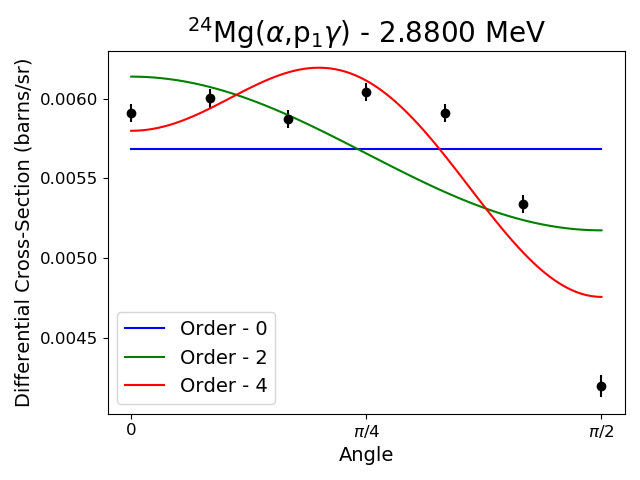 ²⁴Mg(α,p₁γ) - 2.8800 MeV
Differential Cross-Section (barns/sr)
0.0060
0.0055
0.0050
0.0045
Order - 0
Order - 2
Order - 4
0 π/4 π/2
Angle